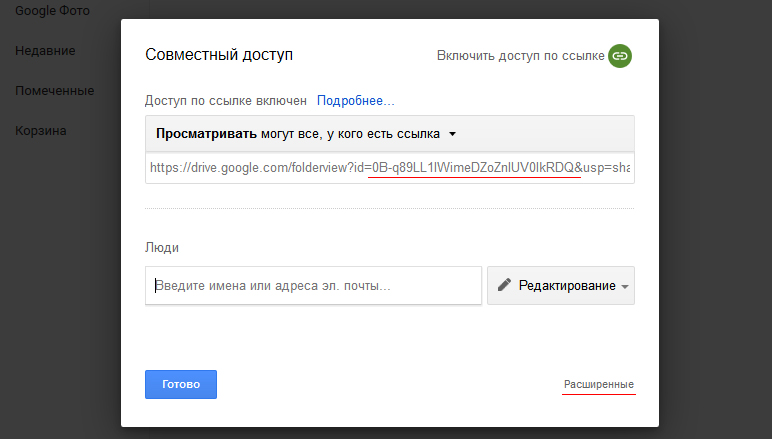 Google Фото
Недавние
Помеченные
Корзина
Совместный доступ
Включить доступ по ссылке
Доступ по ссылке включен Подробнее...
Просматривать могут все, у кого есть ссылка
https://drive.google.com/folderview?id=0B-q89LL1lWimeDZoZnlUV0lkRDQ&usp=sha
Люди
Введите имена или адреса эл. почты...
Редактирование
Готово
Расширенные